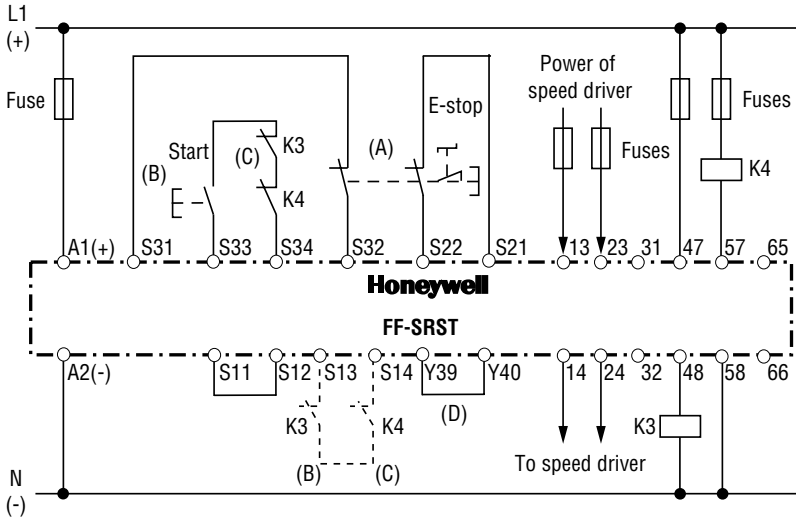 L1
(+)
Fuse
Start
(B)
(C)
K3
K4
(A)
E-stop
Power of
speed driver
Fuses
Fuses
K4
A1(+) S31 S33 S34 S32 S22 S21 13 23 31 47 57 65
Honeywell
FF-SRST
A2(-) S11 S12 S13 S14 Y39 Y40 14 24 32 48 58 66
K3
K4
(D)
K3
(B)
(C)
To speed driver
N
(-)